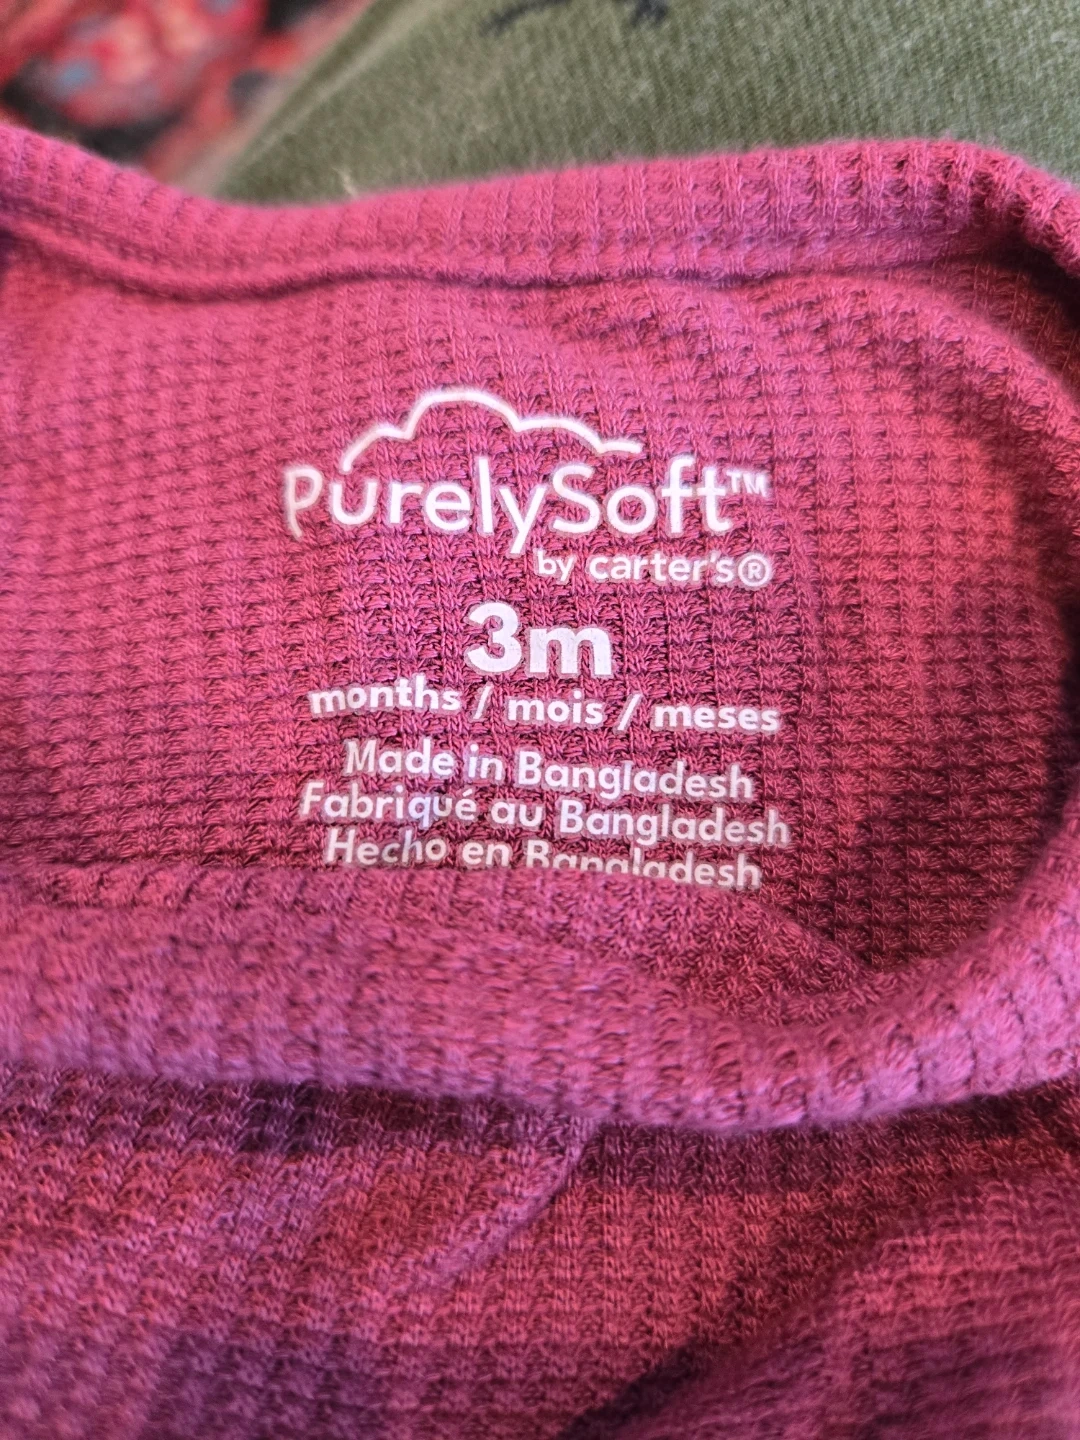 PurelySoft™
by carter's®
3m
months / mois / meses
Made in Bangladesh
Fabriqué au Bangladesh
Hecho en Bangladesh